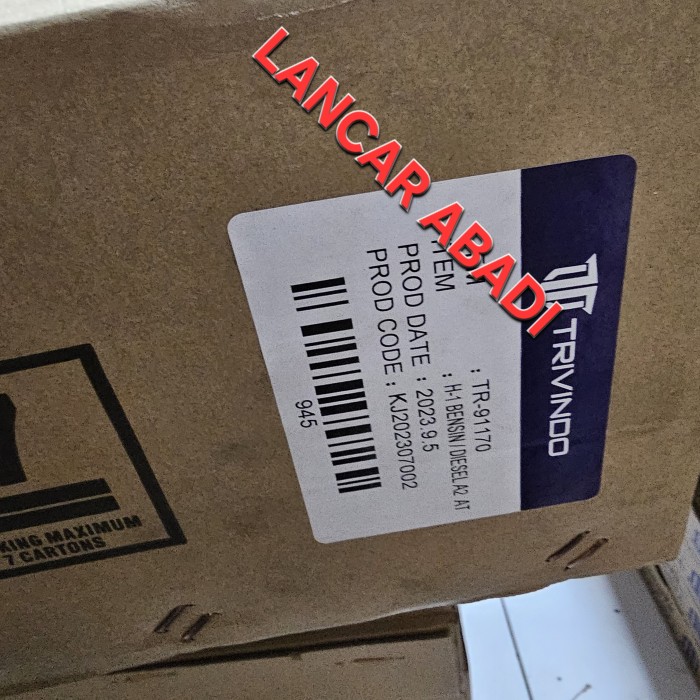 LANCAR ABADI
TRIVINDO
: TR-91170
ITEM : H-1 BENSIN / DIESEL A2 AT
PROD DATE : 2023.9.5
PROD CODE : KJ202307002
945
KING MAXIMUM
7 CARTONS